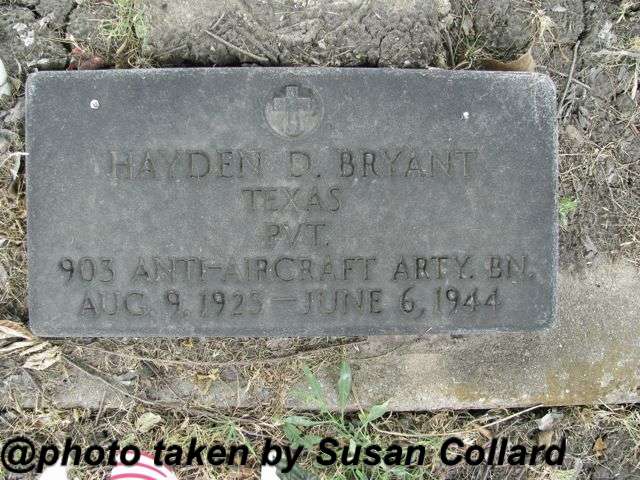 HAYDEN D. BRYANT
TEXAS
PVT.
903 ANTI-AIRCRAFT ARTY. BN.
AUG. 9, 1925 — JUNE 6, 1944
@photo taken by Susan Collard